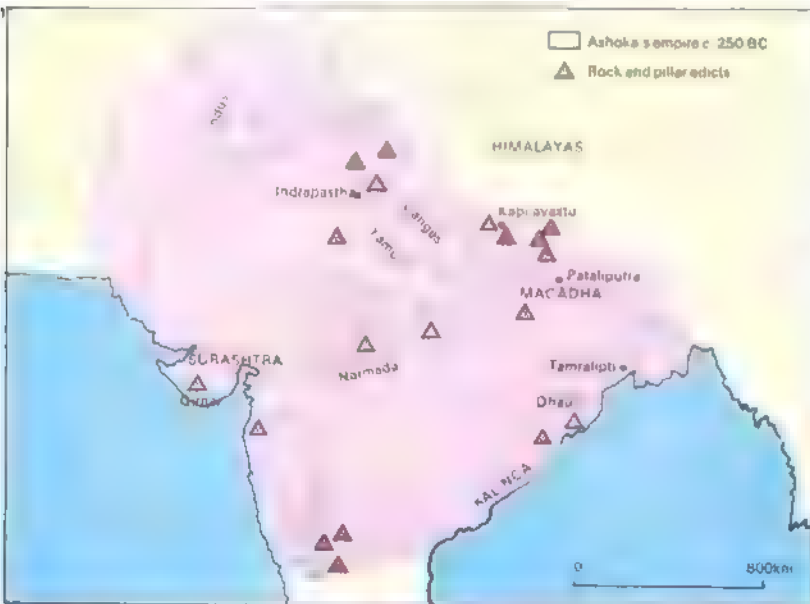 Ashoka's empire c. 250 BC
Rock and pillar edicts
HIMALAYAS
Indrapastha
Ganges
Kapilavastu
Pataliputra
MAGADHA
SURASHTRA
Narmada
Tamralipti
Dhauli
KALINGA
0 800km